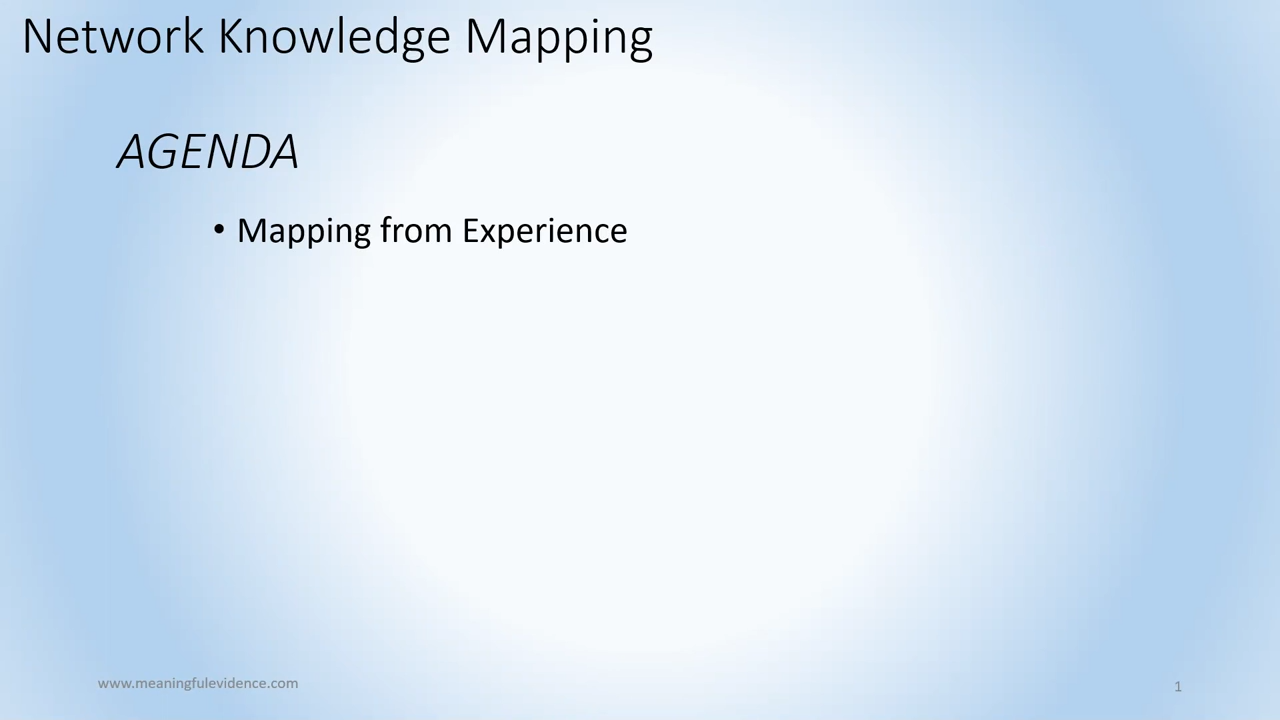 Network Knowledge Mapping
AGENDA
• Mapping from Experience
www.meaningfulevidence.com
1